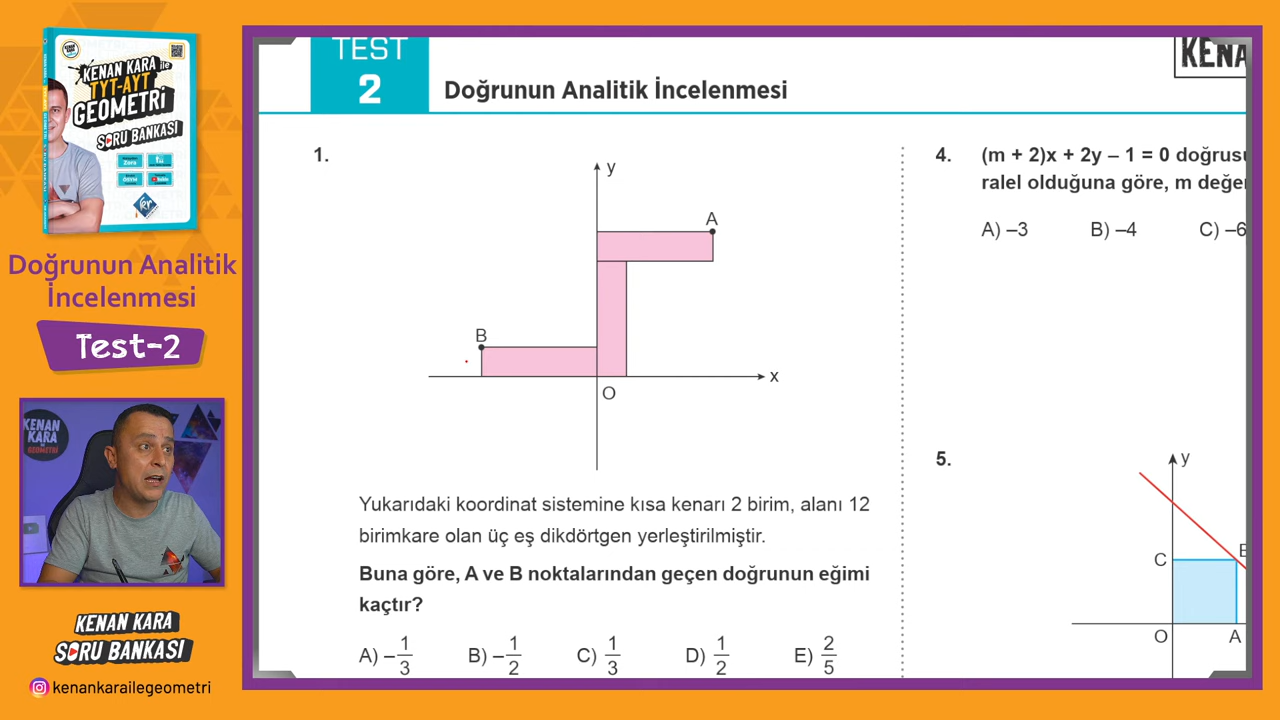 KENAN KARA ile
TYT-AYT
GEOMETRİ
SORU BANKASI
Doğrunun Analitik
İncelenmesi
Test-2
KENAN
KARA
GEOMETRİ
KENAN KARA
SORU BANKASI
kenankarailegeometri
TEST
2
Doğrunun Analitik İncelenmesi
KENA
1.
y
A
B
x
O
Yukarıdaki koordinat sistemine kısa kenarı 2 birim, alanı 12
birimkare olan üç eş dikdörtgen yerleştirilmiştir.
Buna göre, A ve B noktalarından geçen doğrunun eğimi
kaçtır?
A) –1/3 B) –1/2 C) 1/3 D) 1/2 E) 2/5
4. (m + 2)x + 2y – 1 = 0 doğrusu
ralel olduğuna göre, m değer
A) –3 B) –4 C) –6
5.
y
C
O
A